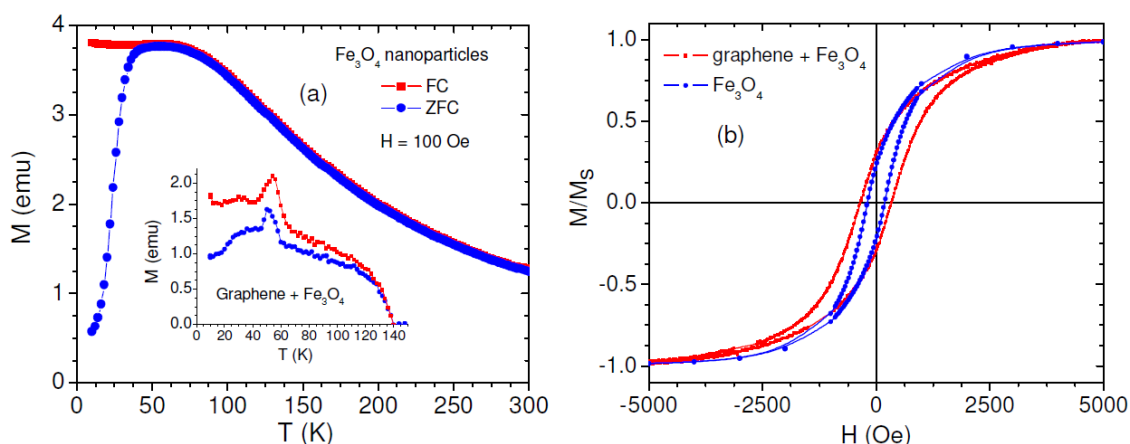 4
3
2
1
0
M (emu)
Fe₃O₄ nanoparticles
(a)
FC
ZFC
H = 100 Oe
2.0
1.5
1.0
0.5
0.0
M (emu)
Graphene + Fe₃O₄
0 20 40 60 80 100 120 140
T (K)
0 50 100 150 200 250 300
T (K)
1.0
0.5
0.0
-0.5
-1.0
M/Ms
graphene + Fe₃O₄
Fe₃O₄
(b)
-5000 -2500 0 2500 5000
H (Oe)